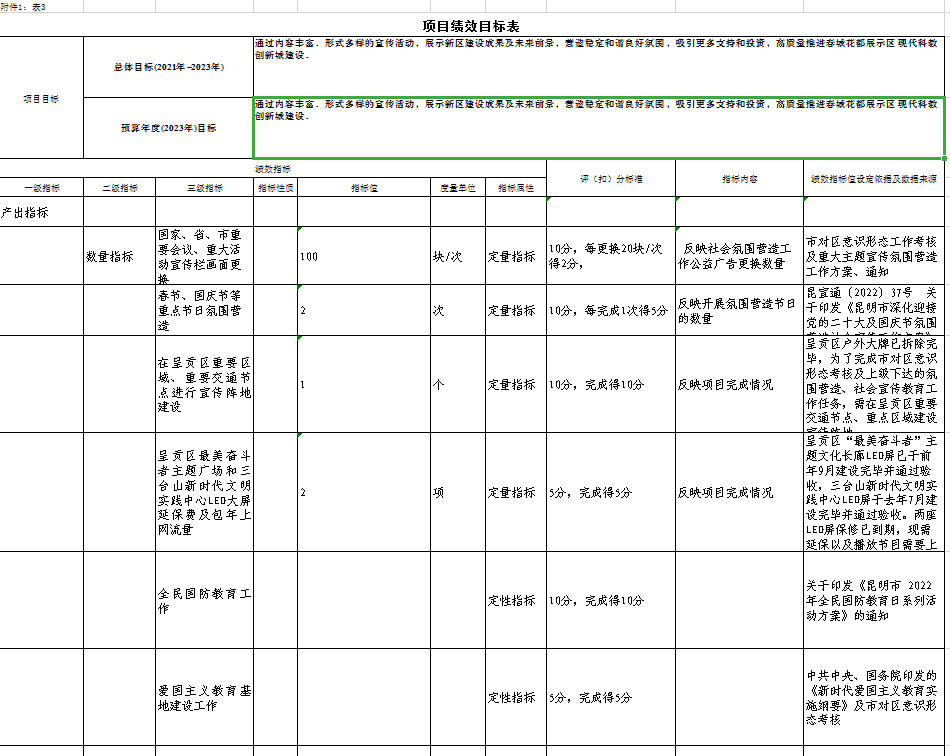 附件1：表3
项目绩效目标表
项目目标
总体目标(2021年-2023年)
通过内容丰富．形式多样的宣传活动，展示新区建设成果及未来前景，营造稳定和谐良好氛围，吸引更多支持和投资，高质量推进春城花都展示区 现代科教
创新城建设．
预算年度(2023年)目标
通过内容丰富．形式多样的宣传活动，展示新区建设成果及未来前景，营造稳定和谐良好氛围，吸引更多支持和投资，高质量推进春城花都展示区 现代科教
创新城建设．
绩效指标
评（扣）分标准
指标内容
绩效指标值设定依据及数据来源
一级指标
二级指标
三级指标
指标性质
指标值
度量单位
指标属性
产出指标
数量指标
国家、省、市重
要会议、重大活
动宣传栏画面更
换
100
块/次
定量指标
10分，每更换20块/次
得2分，
反映社会氛围营造工
作公益广告更换数量
市对区意识形态工作考核
及重大主题宣传氛围营造
工作方案、通知
春节、国庆节等
重点节日氛围营
造
2
次
定量指标
10分，每完成1次得5分
反映开展氛围营造节日
的数量
昆宣通〔2022〕37号 关
于印发《昆明市深化迎接
党的二十大及国庆节氛围
在呈贡区重要区
域、重要交通节
点进行宣传阵地
建设
1
个
定量指标
10分，完成得10分
反映项目完成情况
呈贡区户外大牌已拆除完
毕，为了完成市对区意识
形态考核及上级下达的氛
围营造、社会宣传教育工
作任务，需在呈贡区重要
交通节点、重点区域建设
宣传阵地
呈贡区最美奋斗
者主题广场和三
台山新时代文明
实践中心LED大屏
延保费及包年上
网流量
2
项
定量指标
5分，完成得5分
反映项目完成情况
呈贡区“最美奋斗者”主
题文化长廊LED屏已于前
年9月建设完毕并通过验
收，三台山新时代文明实
践中心LED屏于去年7月建
设完毕并通过验收。两座
LED屏保修已到期，现需
延保以及播放节目需要上
全民国防教育工
作
定性指标
10分，完成得10分
关于印发《昆明市 2022
年全民国防教育日系列活
动方案》的通知
爱国主义教育基
地建设工作
定性指标
5分，完成得5分
中共中央、国务院印发的
《新时代爱国主义教育实
施纲要》及市对区意识形
态考核